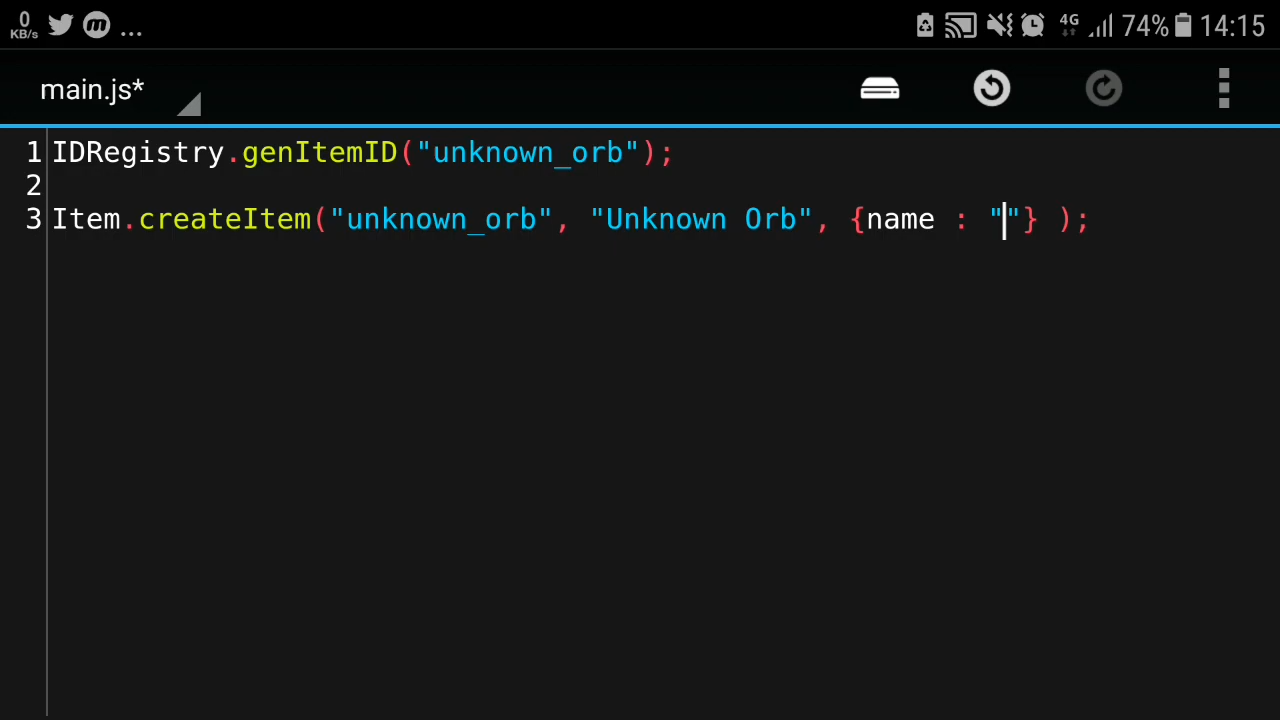 0
KB/s
...
4G
74%
14:15
main.js*
1 IDRegistry.genItemID("unknown_orb");
2
3 Item.createItem("unknown_orb", "Unknown Orb", {name : ""} );